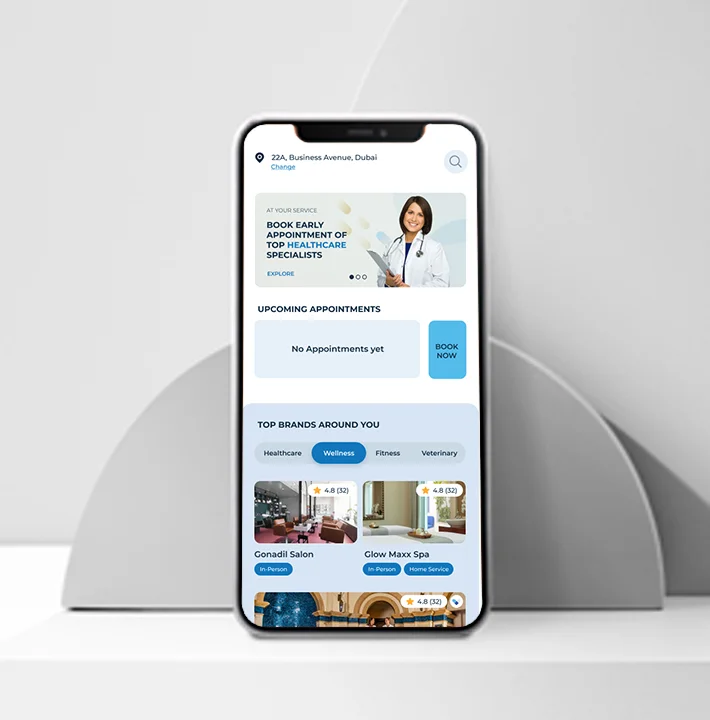 22A, Business Avenue, Dubai
Change
AT YOUR SERVICE
BOOK EARLY
APPOINTMENT OF
TOP HEALTHCARE
SPECIALISTS
EXPLORE
UPCOMING APPOINTMENTS
No Appointments yet
BOOK
NOW
TOP BRANDS AROUND YOU
Healthcare Wellness Fitness Veterinary
4.8 (32) 4.8 (32)
Gonadil Salon Glow Maxx Spa
In-Person In-Person Home Service
4.8 (32)